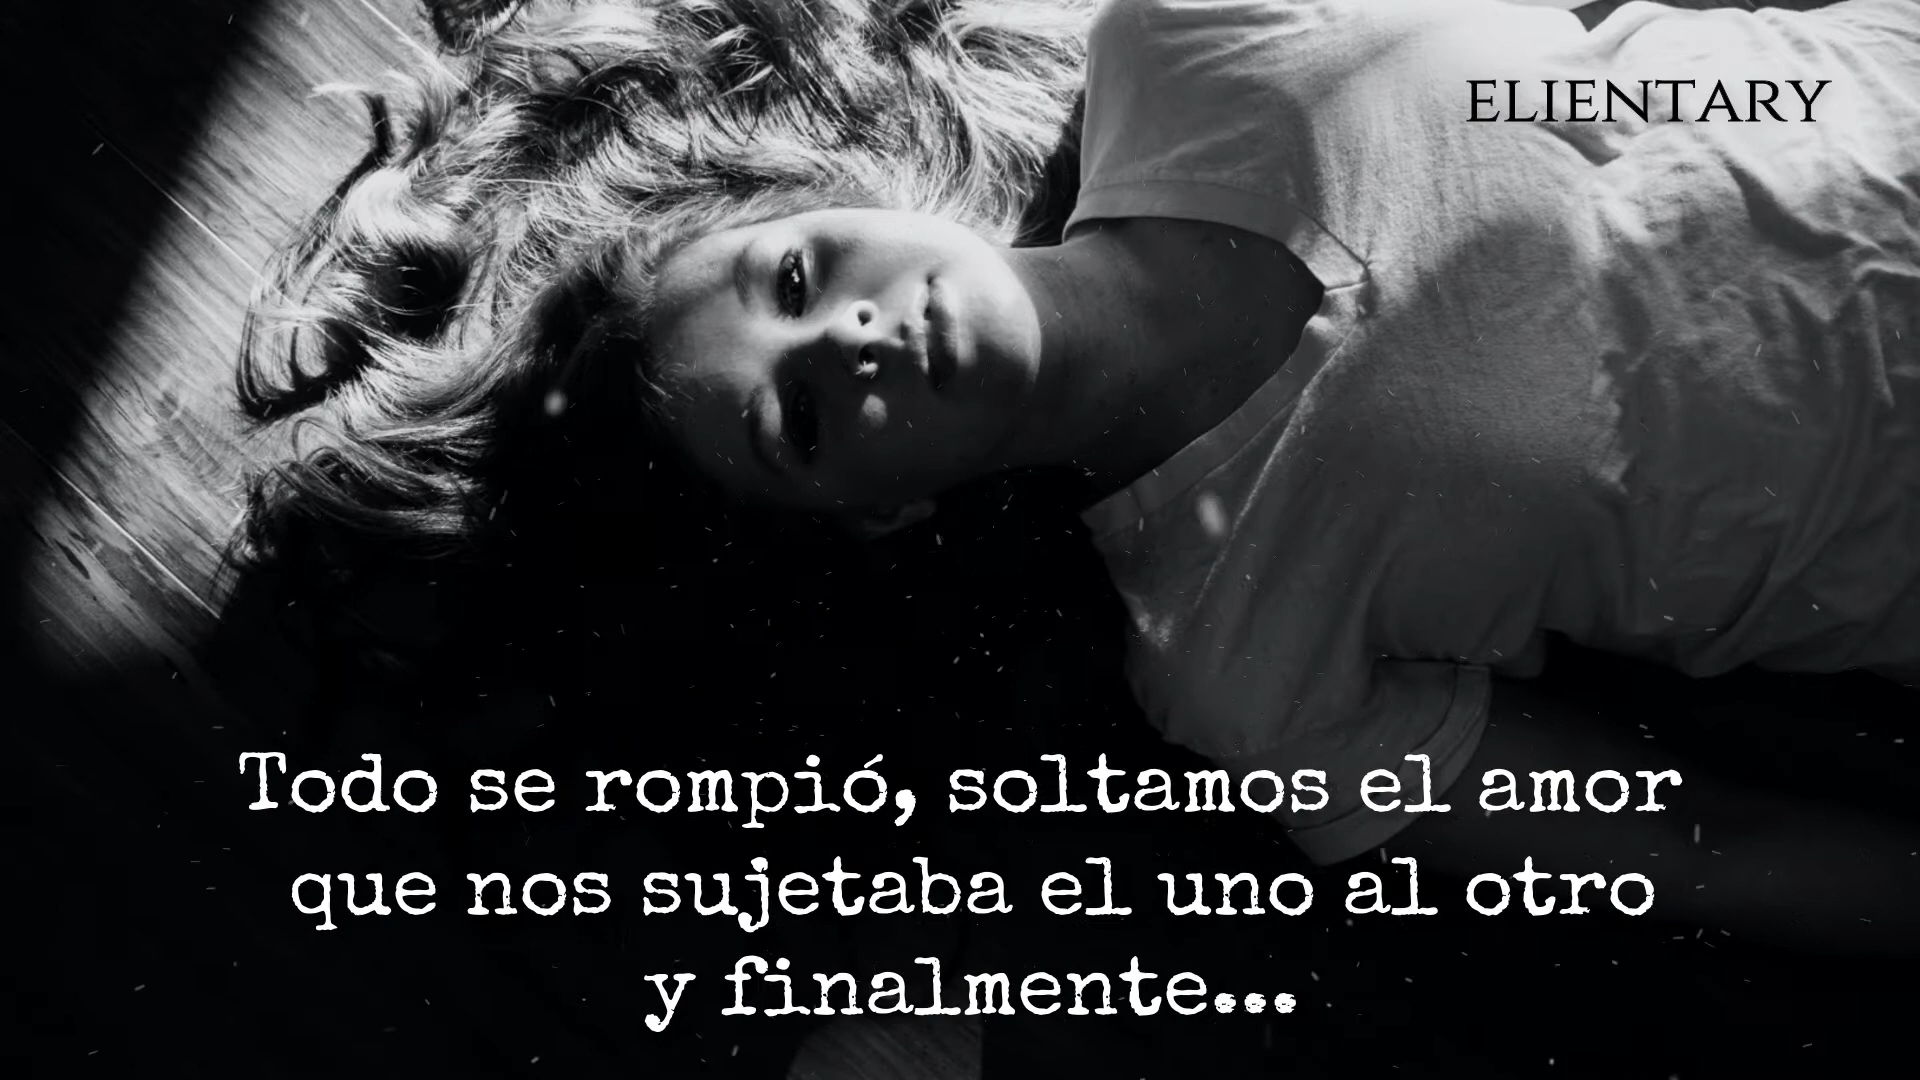 ELIENTARY
Todo se rompió, soltamos el amor
que nos sujetaba el uno al otro
y finalmente...